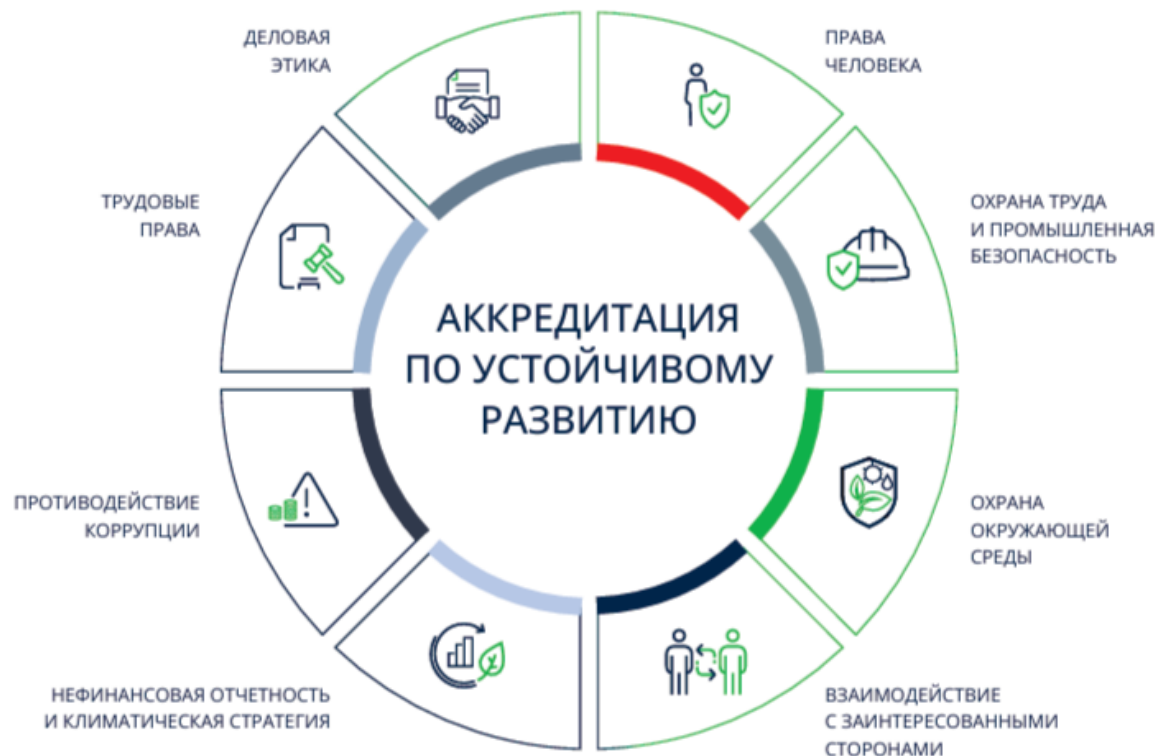 ДЕЛОВАЯ
ЭТИКА
ПРАВА
ЧЕЛОВЕКА
ТРУДОВЫЕ
ПРАВА
ОХРАНА ТРУДА
И ПРОМЫШЛЕННАЯ
БЕЗОПАСНОСТЬ
АККРЕДИТАЦИЯ
ПО УСТОЙЧИВОМУ
РАЗВИТИЮ
ПРОТИВОДЕЙСТВИЕ
КОРРУПЦИИ
ОХРАНА
ОКРУЖАЮЩЕЙ
СРЕДЫ
НЕФИНАНСОВАЯ ОТЧЕТНОСТЬ
И КЛИМАТИЧЕСКАЯ СТРАТЕГИЯ
ВЗАИМОДЕЙСТВИЕ
С ЗАИНТЕРЕСОВАННЫМИ
СТОРОНАМИ